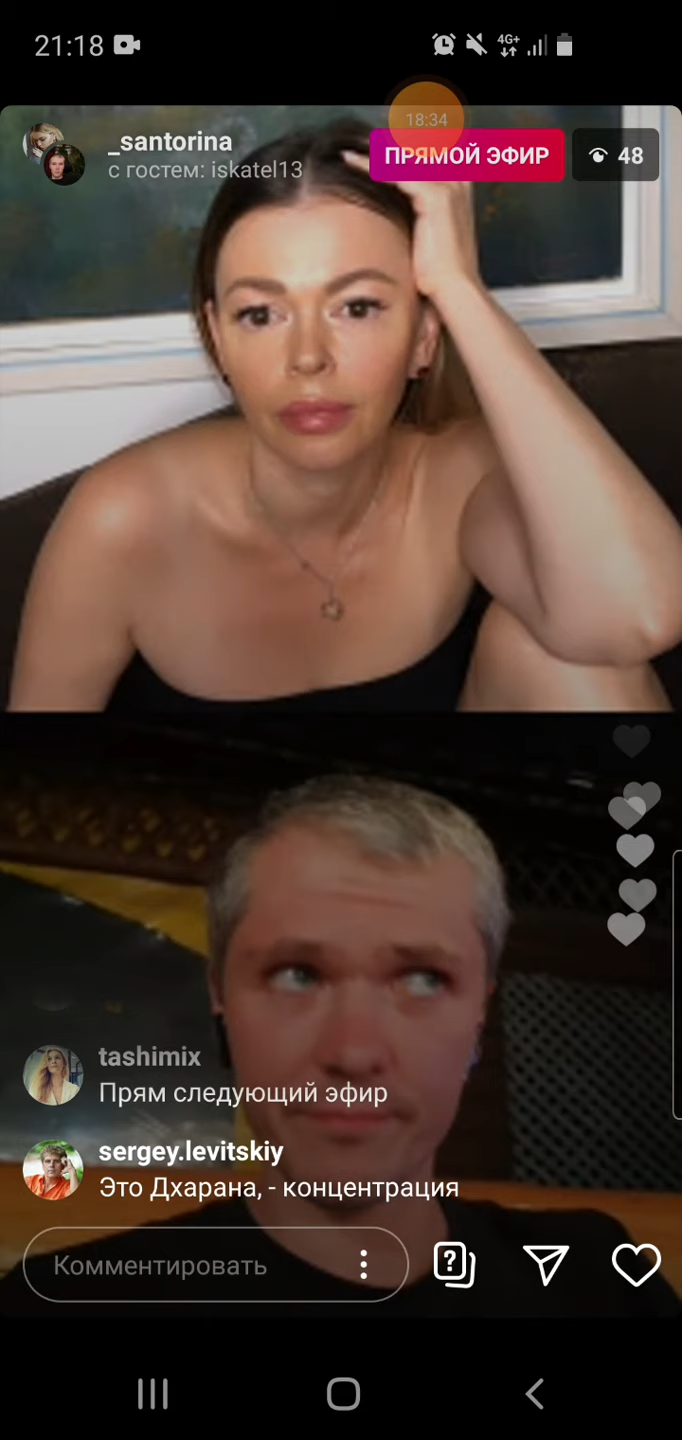 21:18
4G+
18:34
_santorina
ПРЯМОЙ ЭФИР
48
с гостем: iskatel13
tashimix
Прям следующий эфир
sergey.levitskiy
Это Дхарана, - концентрация
Комментировать